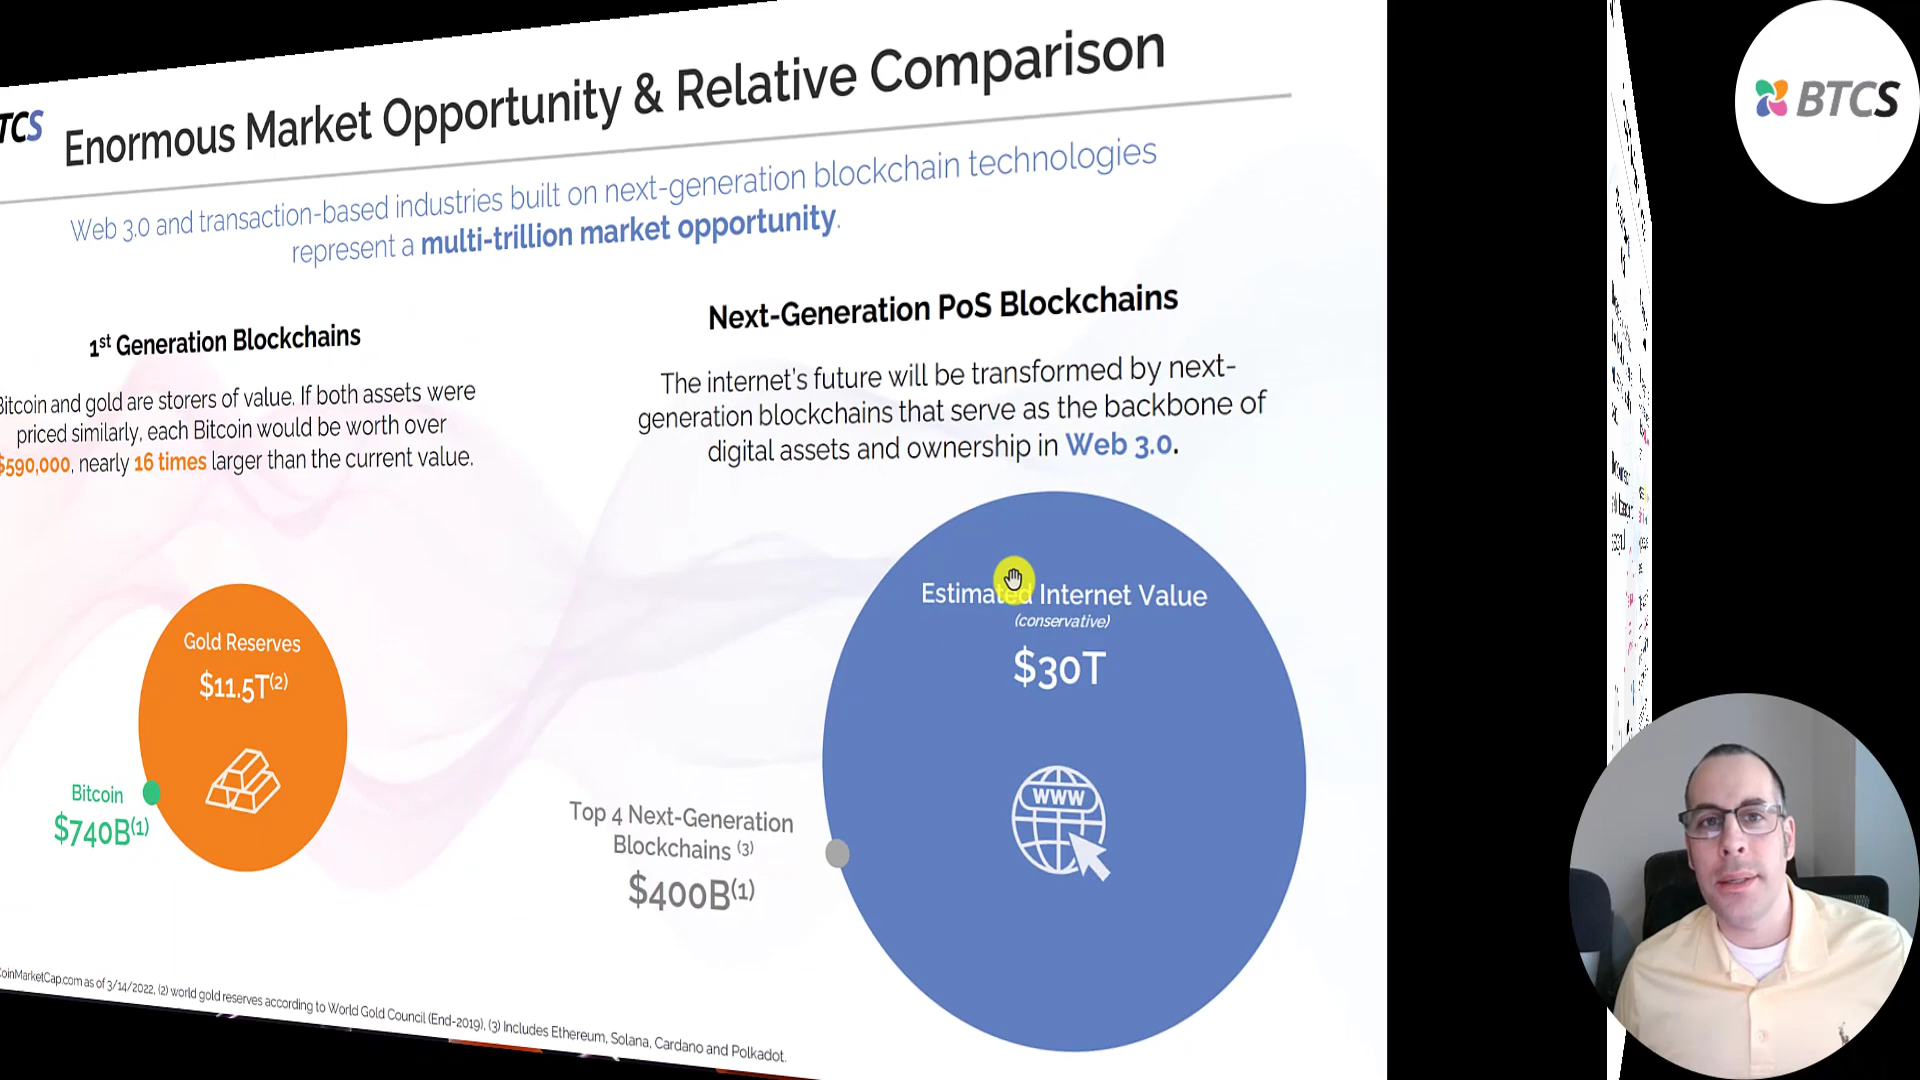 TCS
Enormous Market Opportunity & Relative Comparison
BTCS
Web 3.0 and transaction-based industries built on next-generation blockchain technologies
represent a multi-trillion market opportunity.
1st Generation Blockchains
Bitcoin and gold are storers of value. If both assets were
priced similarly, each Bitcoin would be worth over
$590,000, nearly 16 times larger than the current value.
Next-Generation PoS Blockchains
The internet's future will be transformed by next-
generation blockchains that serve as the backbone of
digital assets and ownership in Web 3.0.
Gold Reserves
$11.5T(2)
Bitcoin
$740B(1)
Estimated Internet Value
(conservative)
$30T
WWW
Top 4 Next-Generation
Blockchains (3)
$400B(1)
CoinMarketCap.com as of 3/14/2022, (2) world gold reserves according to World Gold Council (End-2019), (3) Includes Ethereum, Solana, Cardano and Polkadot.